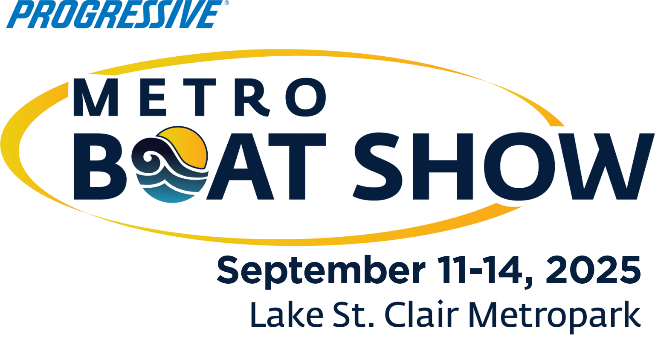 PROGRESSIVE®
METRO
BOAT SHOW
September 11-14, 2025
Lake St. Clair Metropark